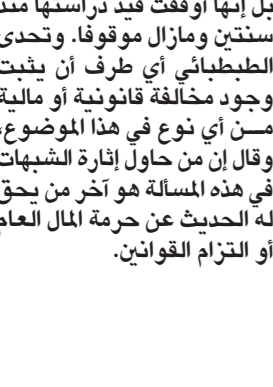 بل إنها أوقفت قيد دراستها منذ
سنتين ومازال موقوفا. وتحدى
الطبطبائي أي طرف أن يثبت
وجود مخالفة قانونية أو مالية
مـــن أي نوع في هذا الموضوع،
وقال إن من حاول إثارة الشبهات
في هذه المسألة هو آخر من يحق
له الحديث عن حرمة المال العام
أو التزام القوانين.